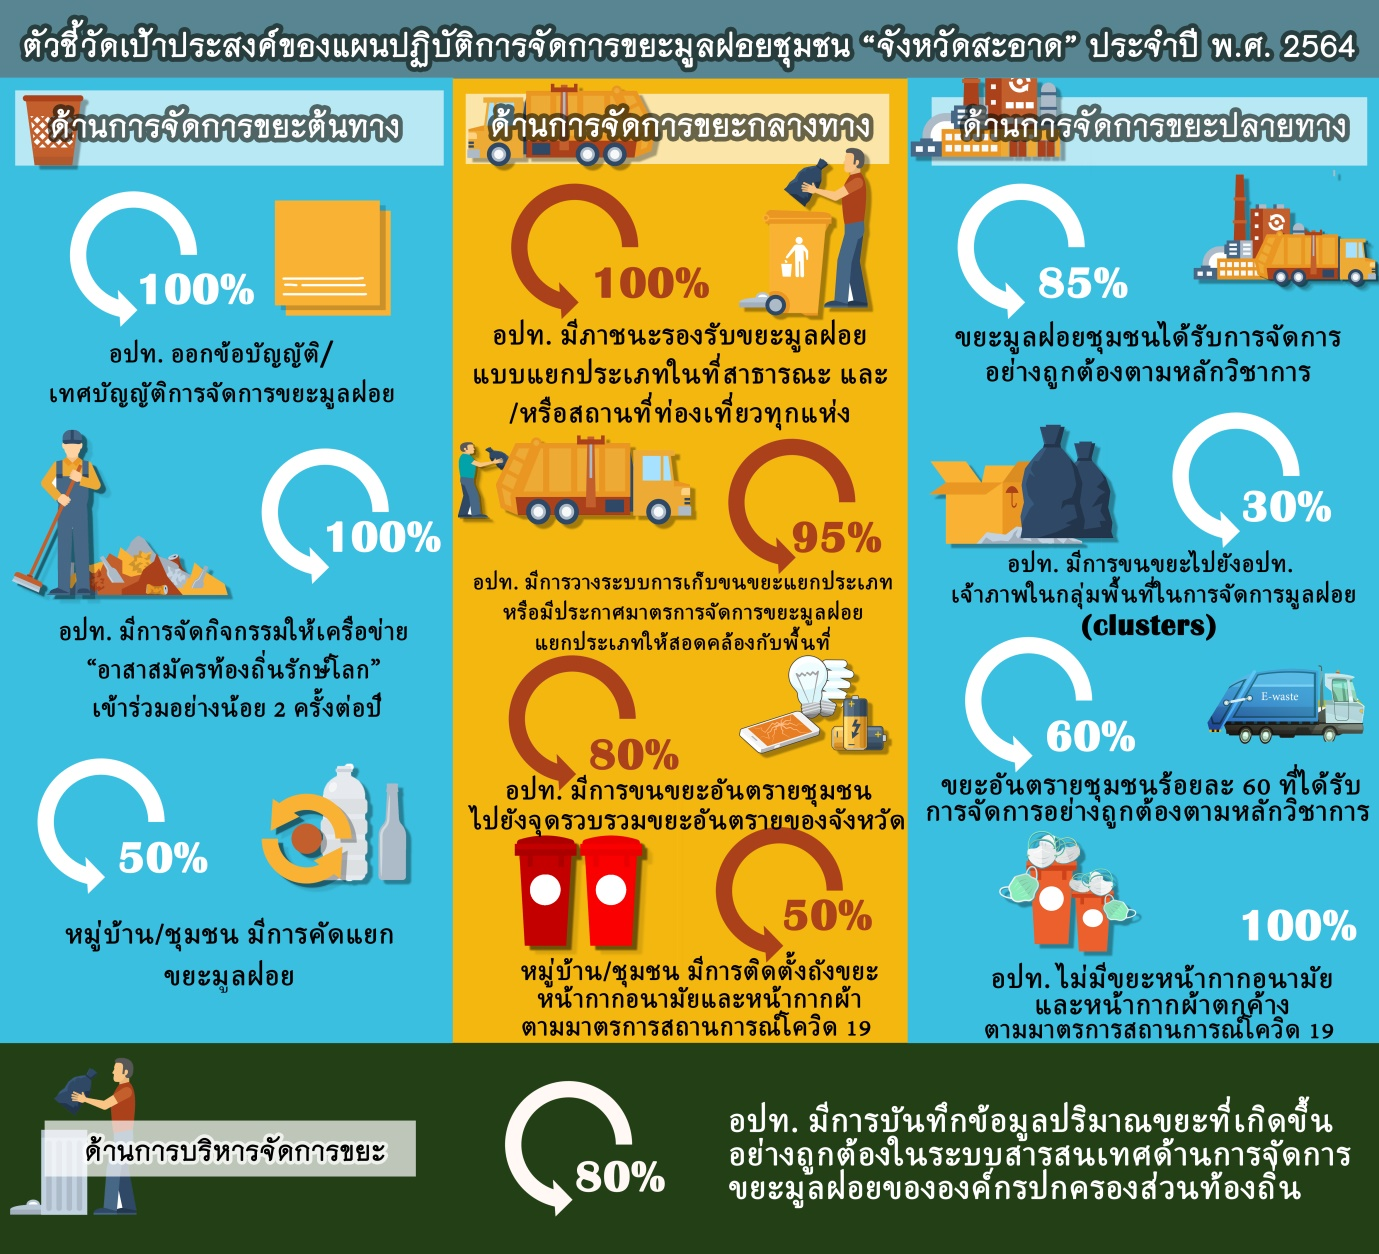 ตัวชี้วัดเป้าประสงค์ของแผนปฏิบัติการจัดการขยะมูลฝอยชุมชน “จังหวัดสะอาด” ประจำปี พ.ศ. 2564
ด้านการจัดการขยะต้นทาง
100%
อปท. ออกข้อบัญญัติ/
เทศบัญญัติการจัดการขยะมูลฝอย
100%
อปท. มีการจัดกิจกรรมให้เครือข่าย
“อาสาสมัครท้องถิ่นรักษ์โลก”
เข้าร่วมอย่างน้อย 2 ครั้งต่อปี
50%
หมู่บ้าน/ชุมชน มีการคัดแยก
ขยะมูลฝอย
ด้านการจัดการขยะกลางทาง
100%
อปท. มีภาชนะรองรับขยะมูลฝอย
แบบแยกประเภทในที่สาธารณะ และ
/หรือสถานที่ท่องเที่ยวทุกแห่ง
95%
อปท. มีการวางระบบการเก็บขนขยะแยกประเภท
หรือมีประกาศมาตรการจัดการขยะมูลฝอย
แยกประเภทให้สอดคล้องกับพื้นที่
80%
อปท. มีการขนขยะอันตรายชุมชน
ไปยังจุดรวบรวมขยะอันตรายของจังหวัด
50%
หมู่บ้าน/ชุมชน มีการติดตั้งถังขยะ
หน้ากากอนามัยและหน้ากากผ้า
ตามมาตรการสถานการณ์โควิด 19
ด้านการจัดการขยะปลายทาง
85%
ขยะมูลฝอยชุมชนได้รับการจัดการ
อย่างถูกต้องตามหลักวิชาการ
30%
อปท. มีการขนขยะไปยังอปท.
เจ้าภาพในกลุ่มพื้นที่ในการจัดการมูลฝอย
(clusters)
E-waste
60%
ขยะอันตรายชุมชนร้อยละ 60 ที่ได้รับ
การจัดการอย่างถูกต้องตามหลักวิชาการ
100%
อปท. ไม่มีขยะหน้ากากอนามัย
และหน้ากากผ้าตกค้าง
ตามมาตรการสถานการณ์โควิด 19
ด้านการบริหารจัดการขยะ
80%
อปท. มีการบันทึกข้อมูลปริมาณขยะที่เกิดขึ้น
อย่างถูกต้องในระบบสารสนเทศด้านการจัดการ
ขยะมูลฝอยขององค์กรปกครองส่วนท้องถิ่น